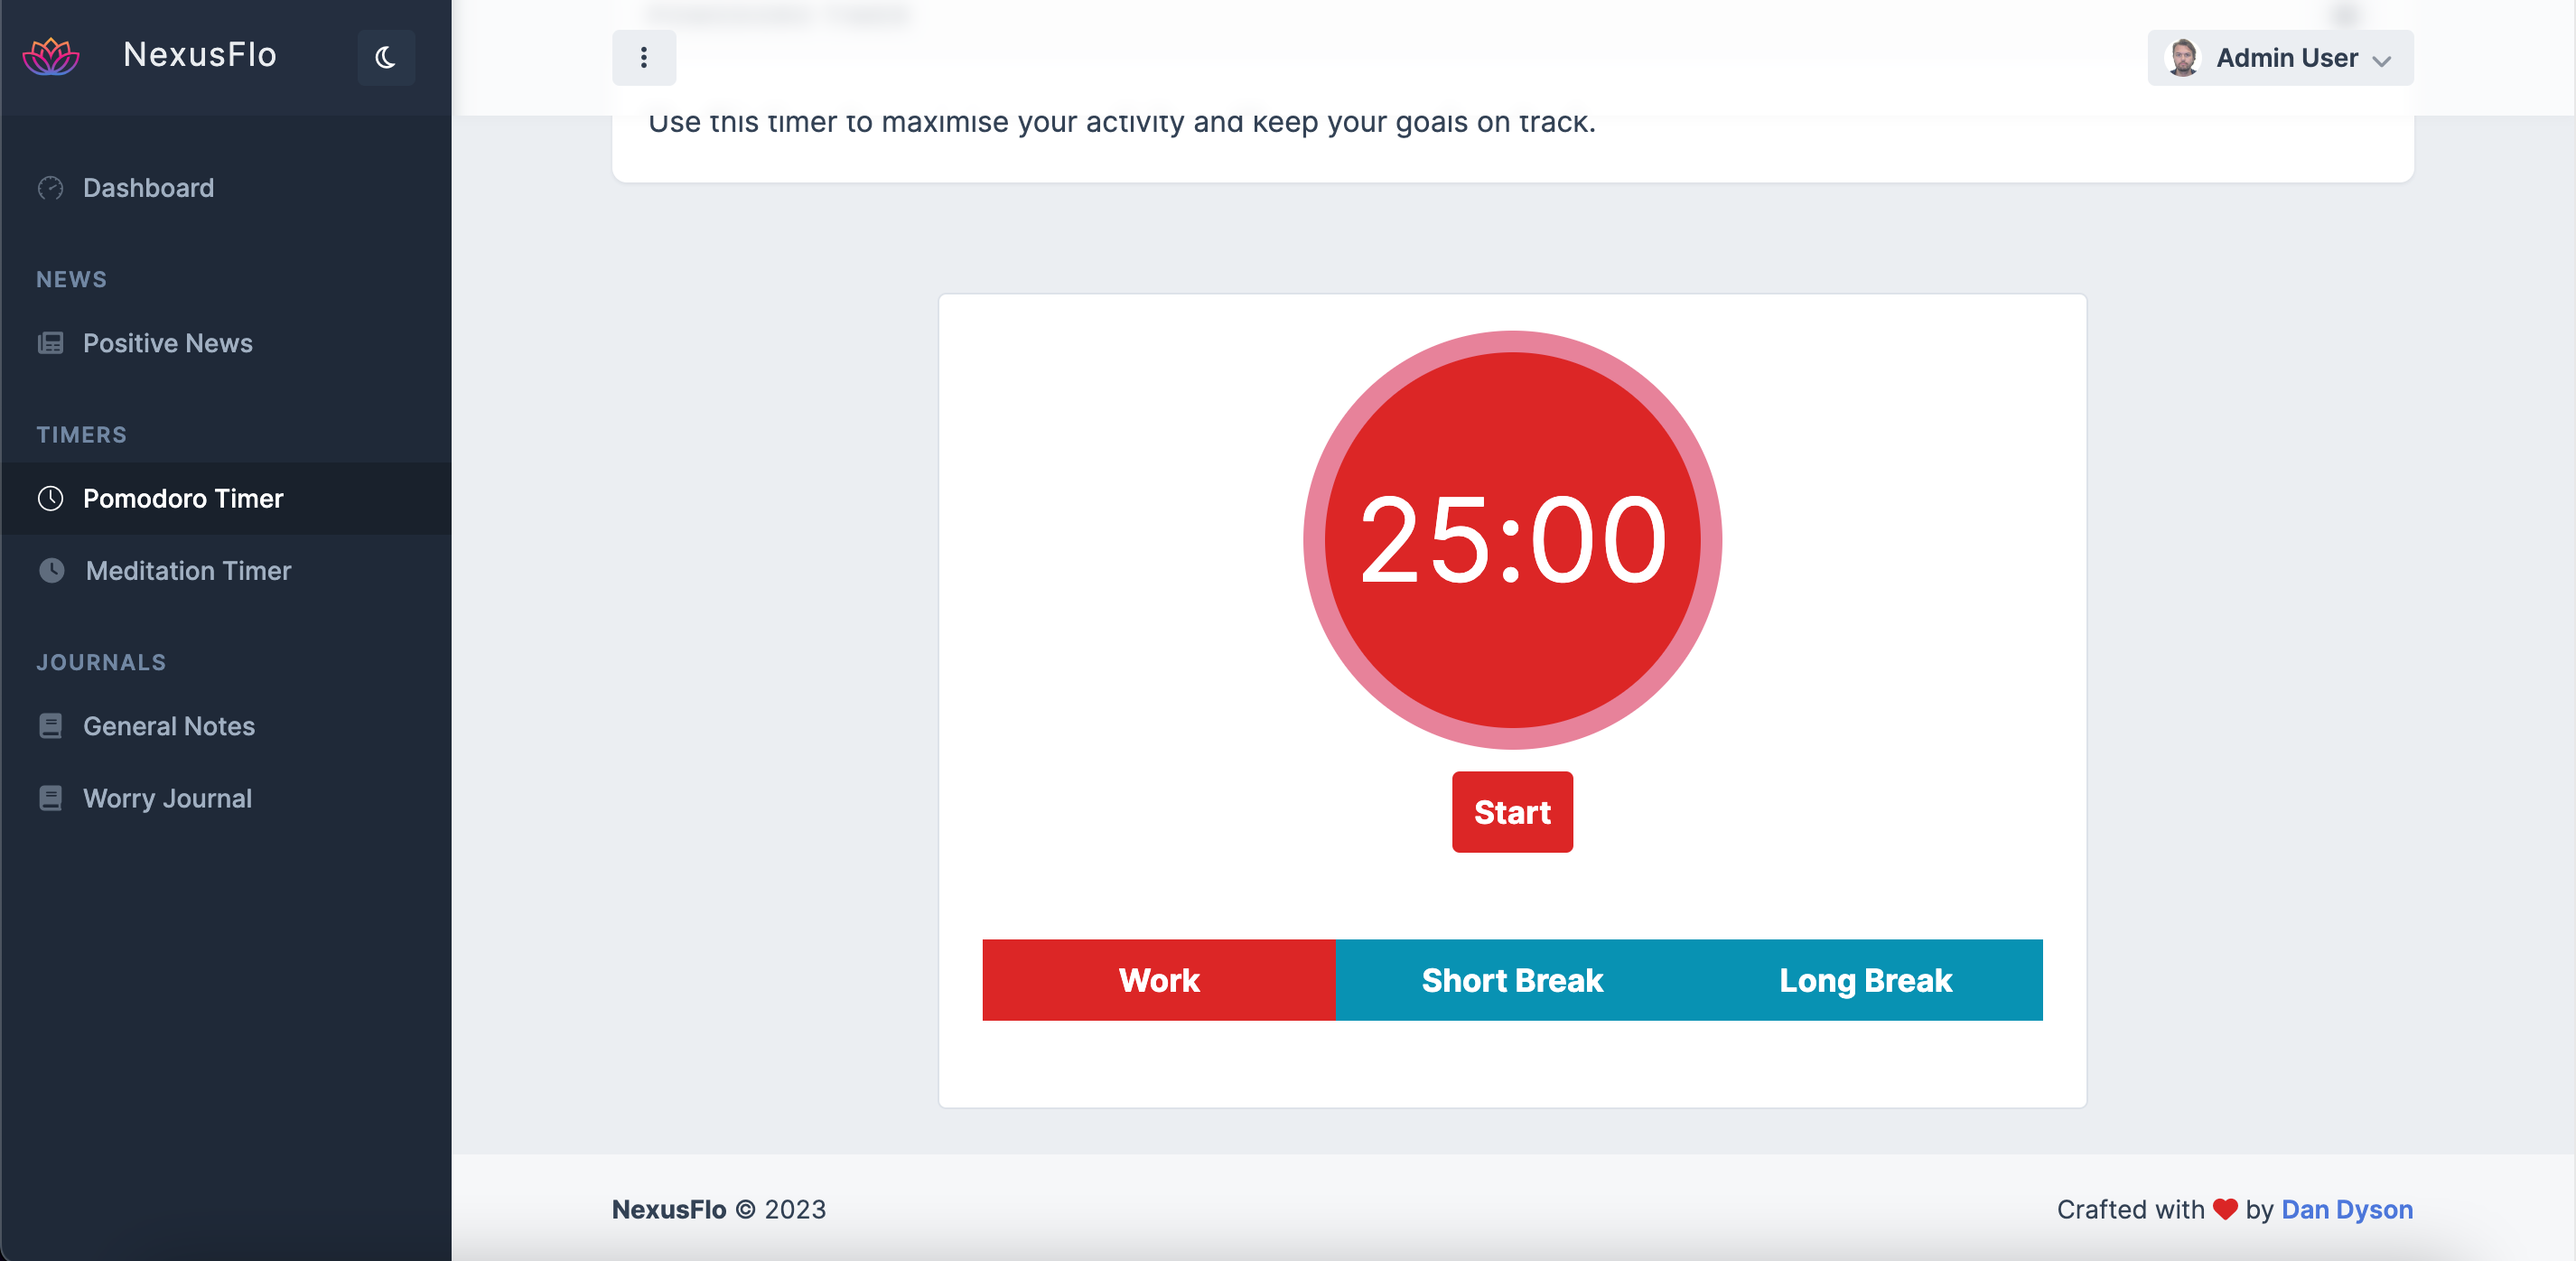 NexusFlo
Admin User
Use this timer to maximise your activity and keep your goals on track.
Dashboard
NEWS
Positive News
TIMERS
Pomodoro Timer
Meditation Timer
JOURNALS
General Notes
Worry Journal
25:00
Start
Work
Short Break
Long Break
NexusFlo © 2023
Crafted with ❤ by Dan Dyson